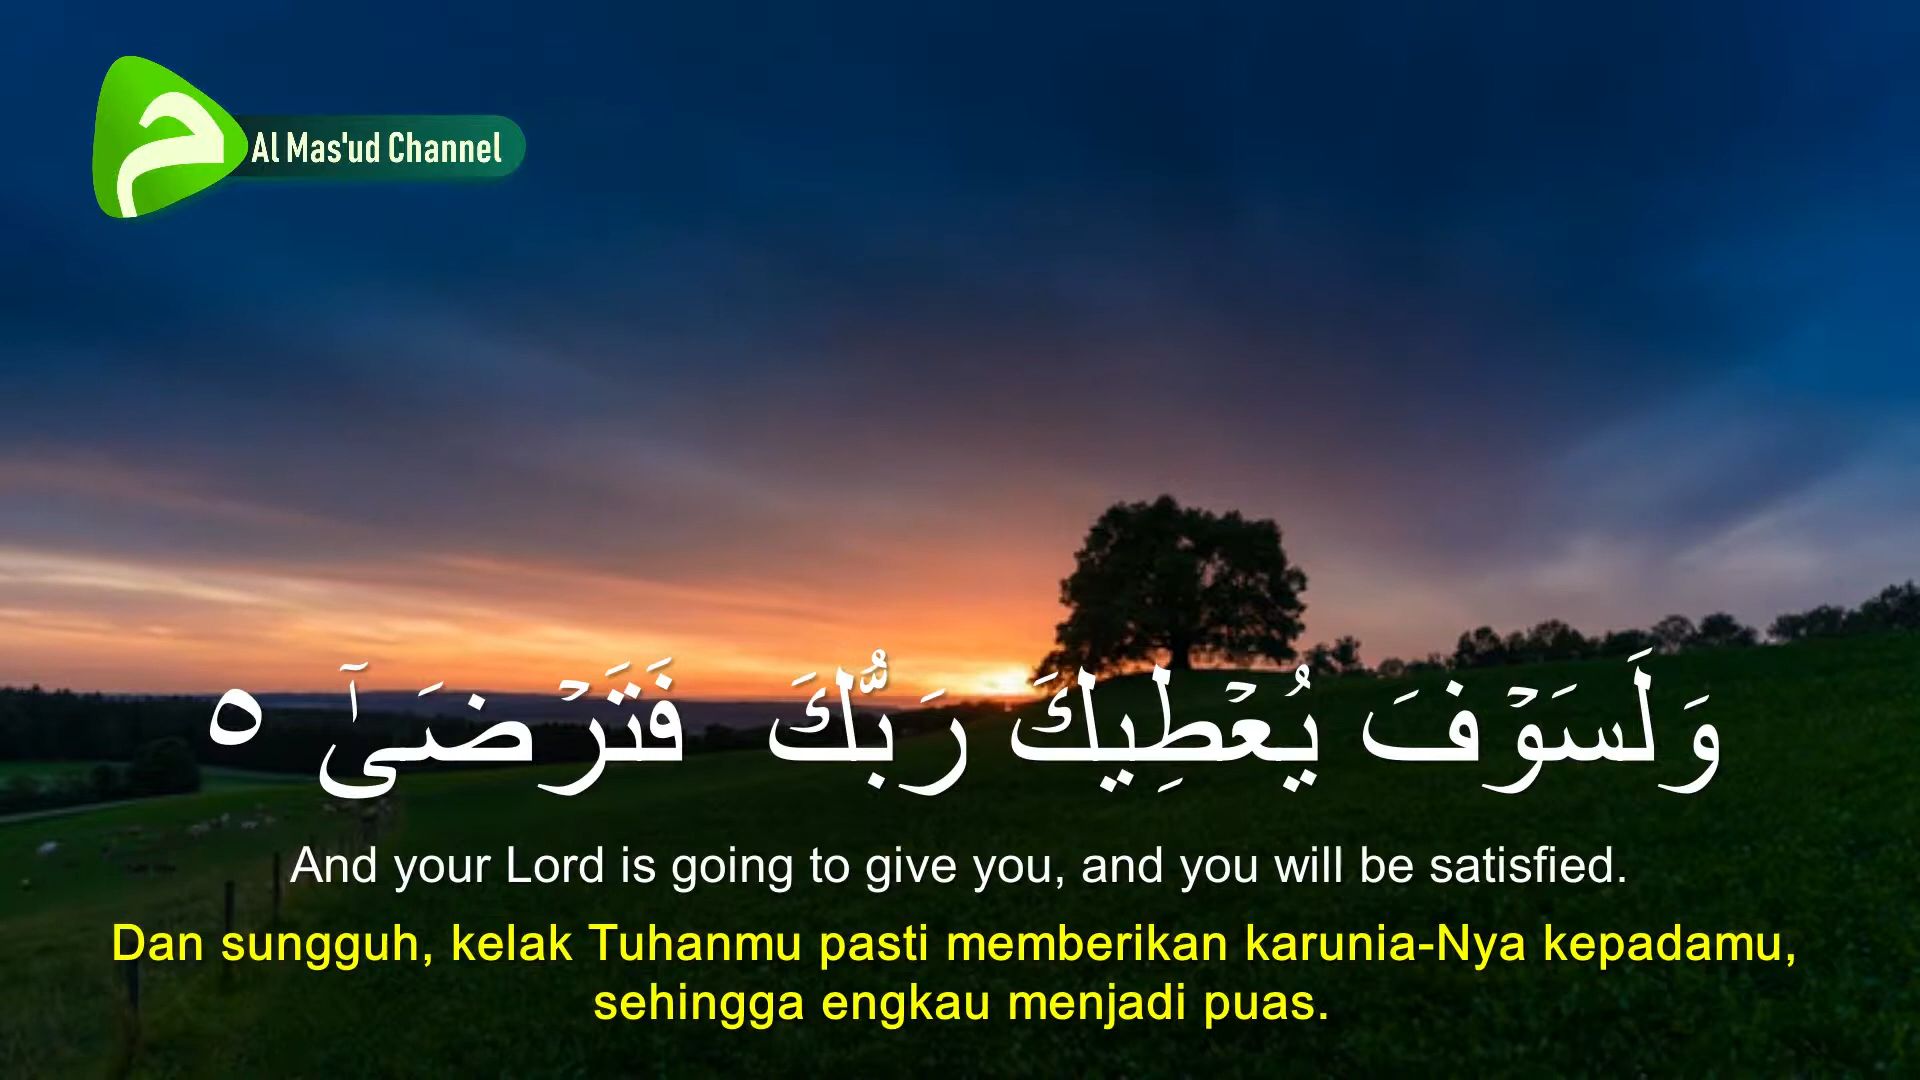 ح
Al Mas'ud Channel
وَلَسَوۡفَ يُعۡطِيكَ رَبُّكَ فَتَرۡضَىٰٓ ٥
And your Lord is going to give you, and you will be satisfied.
Dan sungguh, kelak Tuhanmu pasti memberikan karunia-Nya kepadamu,
sehingga engkau menjadi puas.